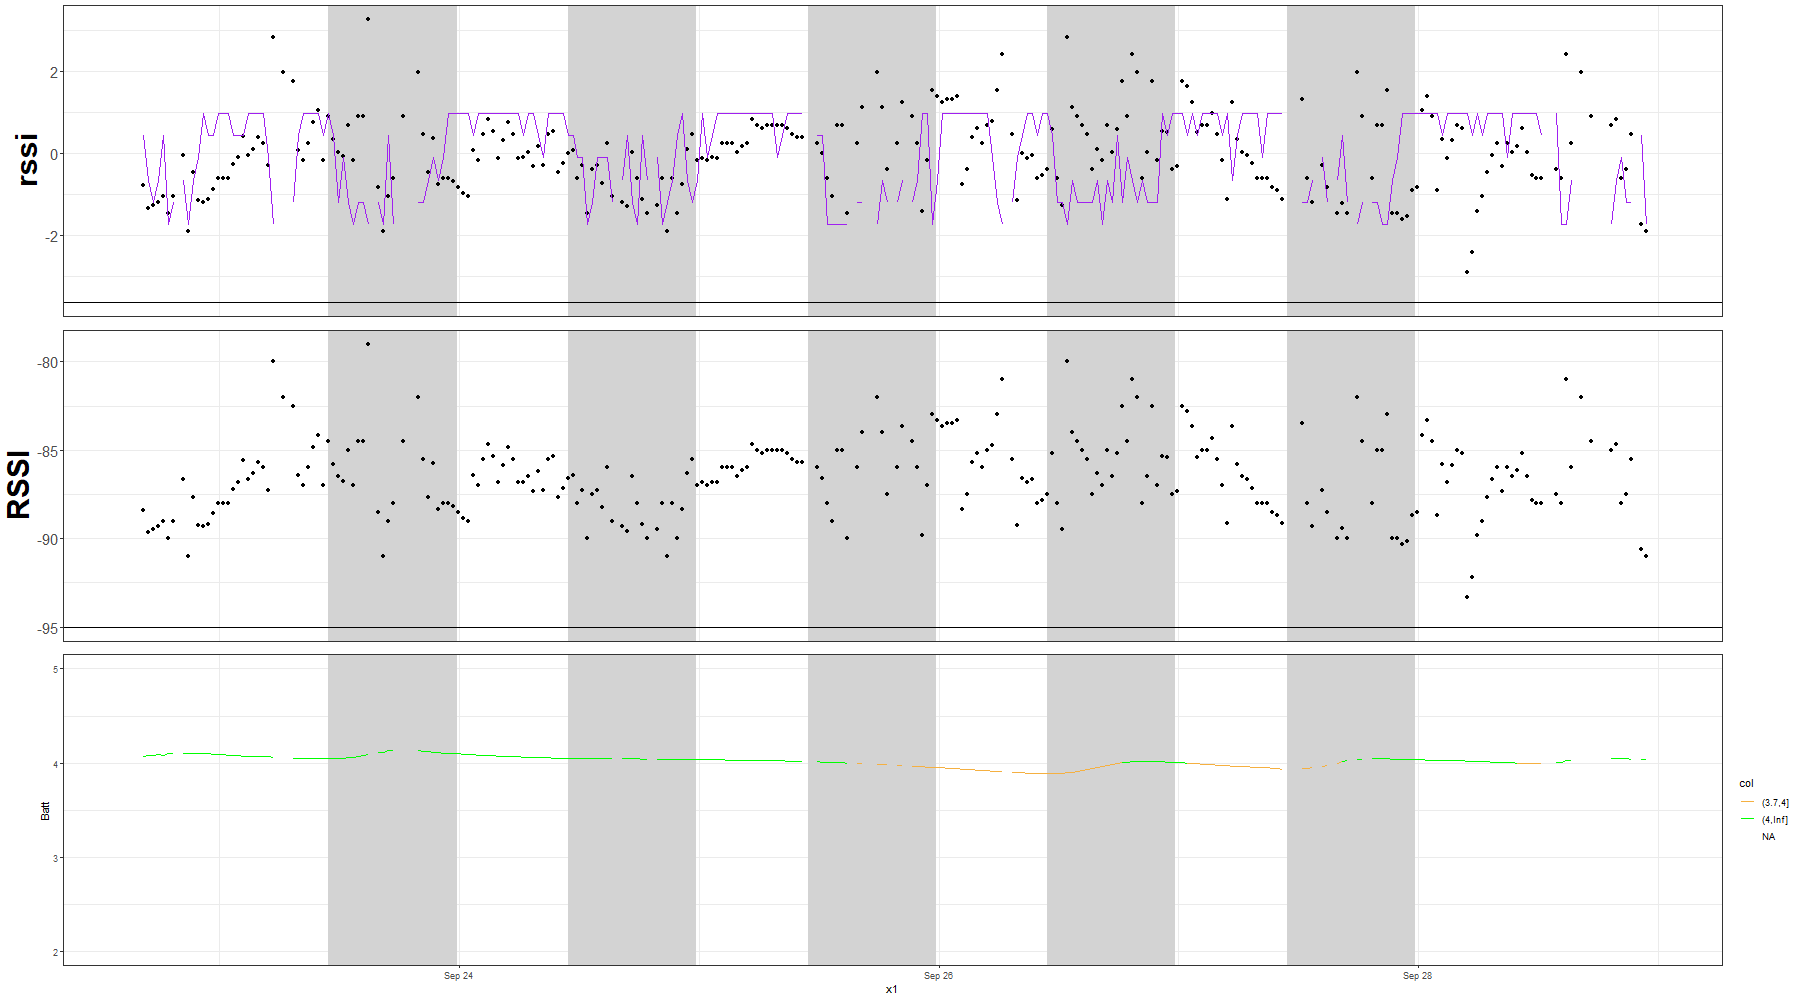 rssi
2
0
-2
RSSI
-80
-85
-90
-95
Batt
5
4
3
2
Sep 24
Sep 26
Sep 28
x1
col
(3.7,4]
(4,Inf]
NA